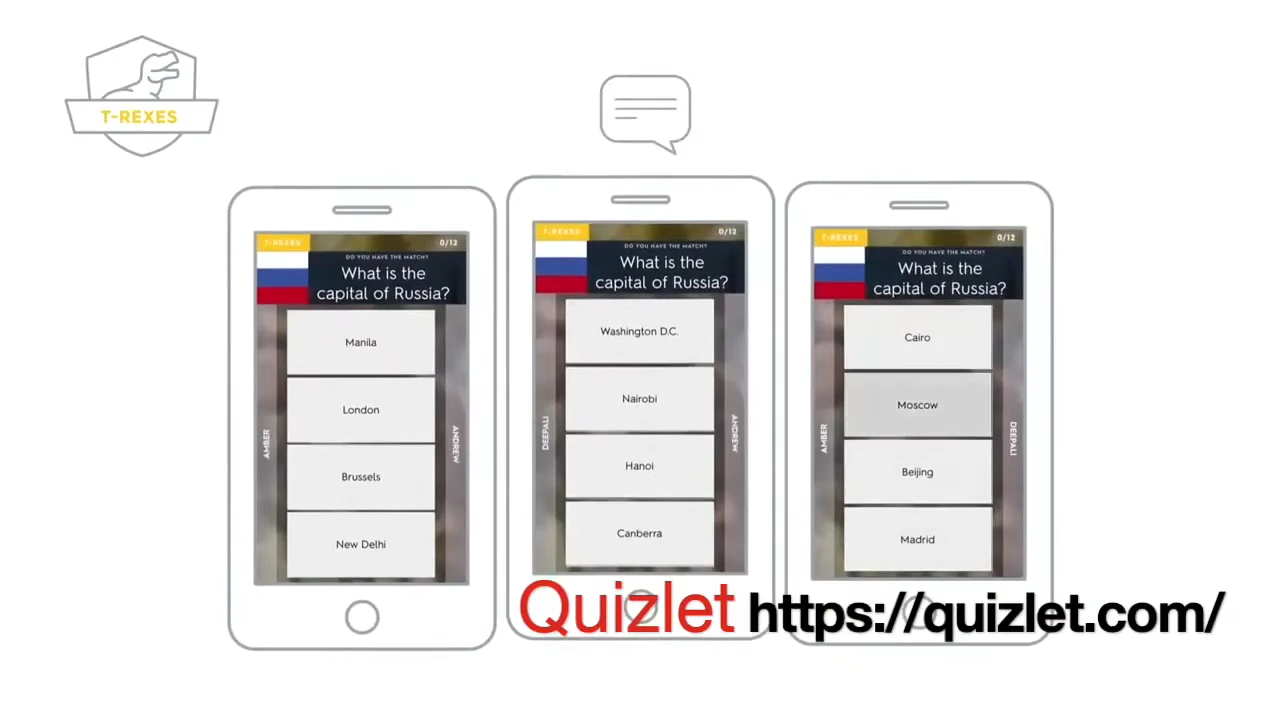 T-REXES
T-REXES
0/12
DO YOU HAVE THE MATCH?
What is the
capital of Russia?
Manila
London
Brussels
New Delhi
AMBER
ANDREW
T-REXES
0/12
DO YOU HAVE THE MATCH?
What is the
capital of Russia?
Washington D.C.
Nairobi
Hanoi
Canberra
DEEPALI
ANDREW
T-REXES
0/12
DO YOU HAVE THE MATCH?
What is the
capital of Russia?
Cairo
Moscow
Beijing
Madrid
AMBER
DEEPALI
Quizlet https://quizlet.com/